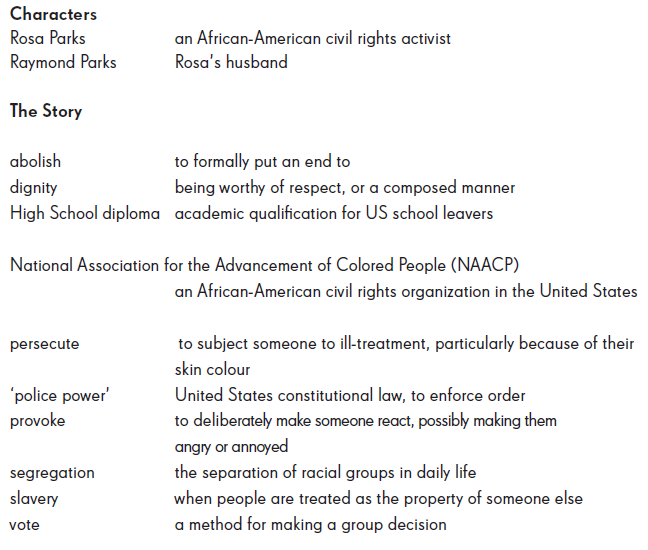 Characters
Rosa Parks an African-American civil rights activist
Raymond Parks Rosa's husband
The Story
abolish to formally put an end to
dignity being worthy of respect, or a composed manner
High School diploma academic qualification for US school leavers
National Association for the Advancement of Colored People (NAACP)
an African-American civil rights organization in the United States
persecute to subject someone to ill-treatment, particularly because of their
skin colour
‘police power’ United States constitutional law, to enforce order
provoke to deliberately make someone react, possibly making them
angry or annoyed
segregation the separation of racial groups in daily life
slavery when people are treated as the property of someone else
vote a method for making a group decision